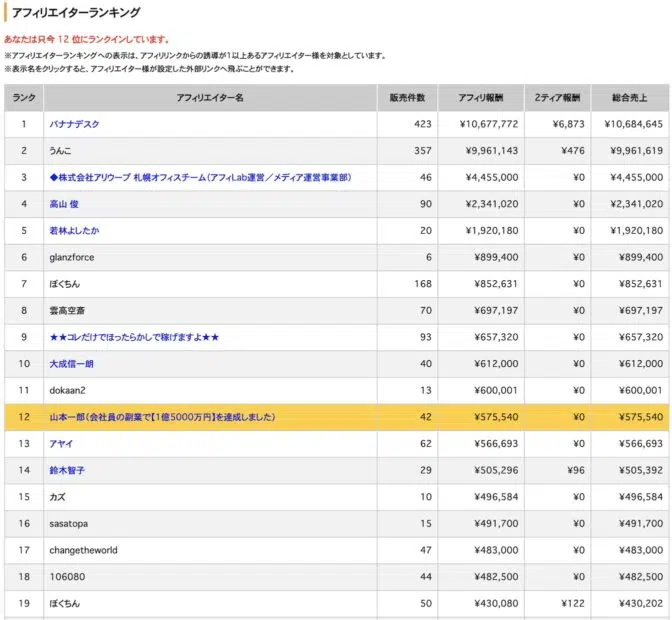 アフィリエイターランキング
あなたは只今 12 位にランクインしています。
※アフィリエイターランキングへの表示は、アフィリリンクからの誘導が1以上あるアフィリエイター様を対象としています。
※表示名をクリックすると、アフィリエイター様が設定した外部リンクへ飛ぶことができます。
ランク アフィリエイター名 販売件数 アフィリ報酬 2ティア報酬 総合売上
1 バナナデスク 423 ¥10,677,772 ¥6,873 ¥10,684,645
2 うんこ 357 ¥9,961,143 ¥476 ¥9,961,619
3 ◆株式会社アリウープ 札幌オフィスチーム(アフィLab運営/メディア運営事業部) 46 ¥4,455,000 ¥0 ¥4,455,000
4 高山 俊 90 ¥2,341,020 ¥0 ¥2,341,020
5 若林よしたか 20 ¥1,920,180 ¥0 ¥1,920,180
6 glanzforce 6 ¥899,400 ¥0 ¥899,400
7 ぼくちん 168 ¥852,631 ¥0 ¥852,631
8 雲高空斎 70 ¥697,197 ¥0 ¥697,197
9 ★★コレだけでほったらかしで稼げますよ★★ 93 ¥657,320 ¥0 ¥657,320
10 大成信一朗 40 ¥612,000 ¥0 ¥612,000
11 dokaan2 13 ¥600,001 ¥0 ¥600,001
12 山本一郎(会社員の副業で【1億5000万円】を達成しました) 42 ¥575,540 ¥0 ¥575,540
13 アヤイ 62 ¥566,693 ¥0 ¥566,693
14 鈴木智子 29 ¥505,296 ¥96 ¥505,392
15 カズ 10 ¥496,584 ¥0 ¥496,584
16 sasatopa 15 ¥491,700 ¥0 ¥491,700
17 changetheworld 47 ¥483,000 ¥0 ¥483,000
18 106080 44 ¥482,500 ¥0 ¥482,500
19 ぼくちん 50 ¥430,080 ¥122 ¥430,202